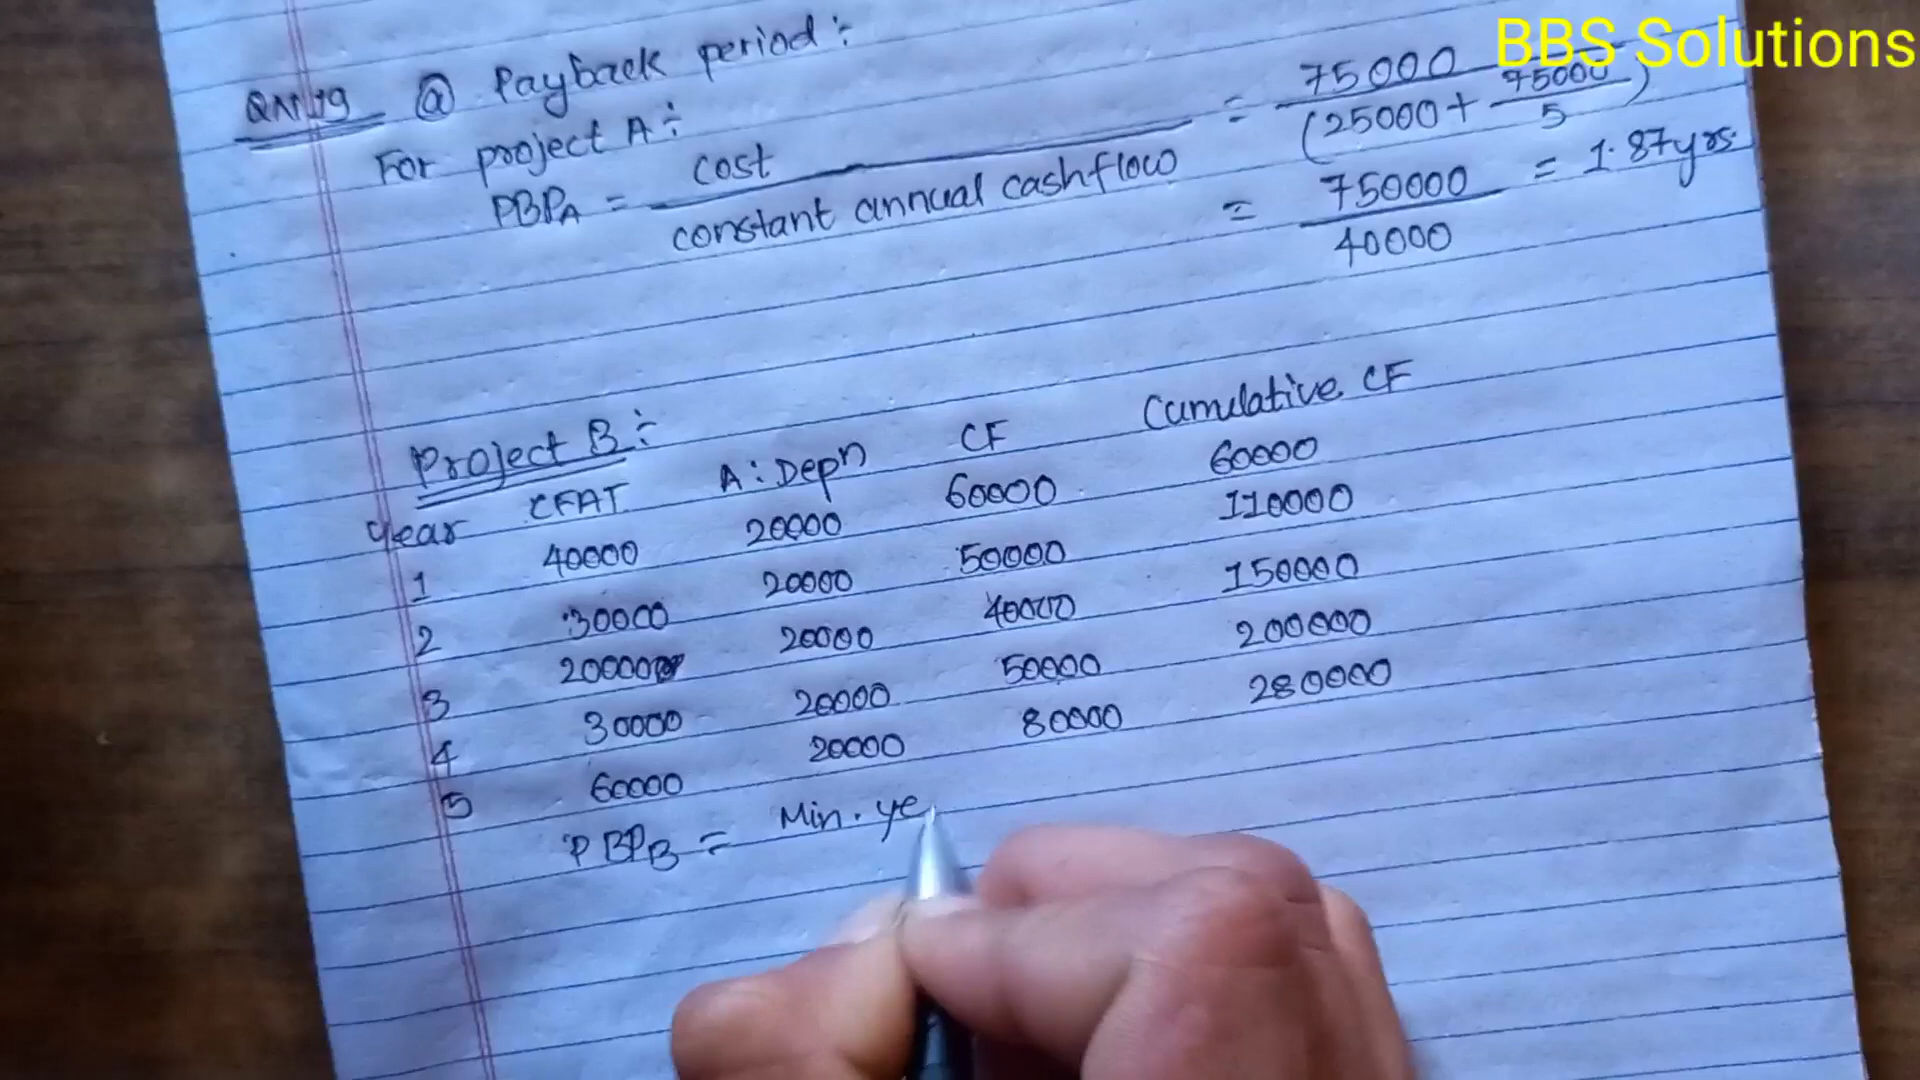 BBS Solutions
QN.19 @ Payback period:
For project A:
PBPA = cost / constant annual cashflow = 75000 / (25000 + 75000 / 5)
= 750000 / 40000 = 1.87yrs.
Project B:
Year CFAT A: Depn CF Cumulative CF
1 40000 20000 60000 60000
2 30000 20000 50000 110000
3 20000 20000 40000 150000
4 30000 20000 50000 200000
5 60000 20000 80000 280000
PBPB = Min. ye